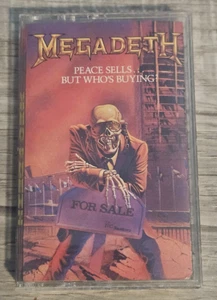 MEGADETH
PEACE SELLS...
BUT WHO'S BUYING?
FOR SALE